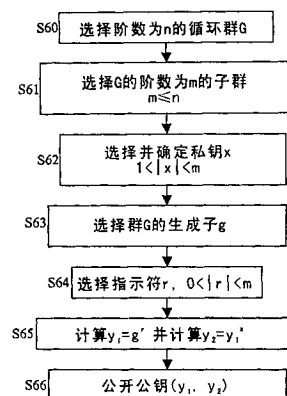 S60
选择阶数为n的循环群G
S61
选择G的阶数为m的子群
m≤n
S62
选择并确定私钥x
1<|x|<m
S63
选择群G的生成子g
S64
选择指示符r, 0<|r|<m
S65
计算y₁=gʳ并计算y₂=y₁ˣ
S66
公开公钥(y₁, y₂)